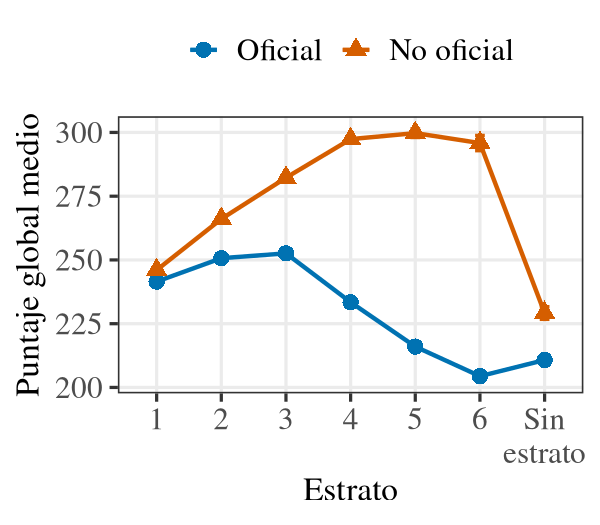 Oficial No oficial
Puntaje global medio
300
275
250
225
200
1 2 3 4 5 6 Sin
estrato
Estrato